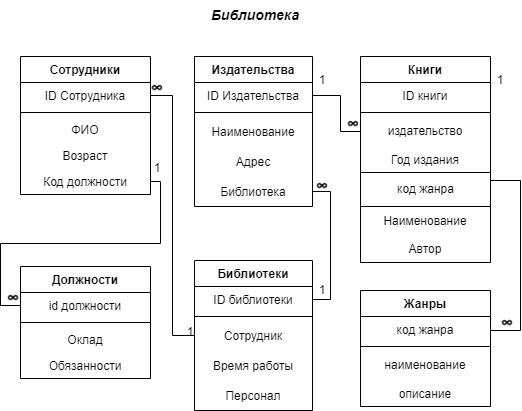 Библиотека
Сотрудники
ID Сотрудника
ФИО
Возраст
Код должности
∞
1
Издательства
ID Издательства
Наименование
Адрес
Библиотека
1
∞
∞
Книги
ID книги
издательство
Год издания
код жанра
Наименование
Автор
1
Должности
id должности
Оклад
Обязанности
∞
Библиотеки
ID библиотеки
Сотрудник
Время работы
Персонал
1
1
Жанры
код жанра
наименование
описание
∞